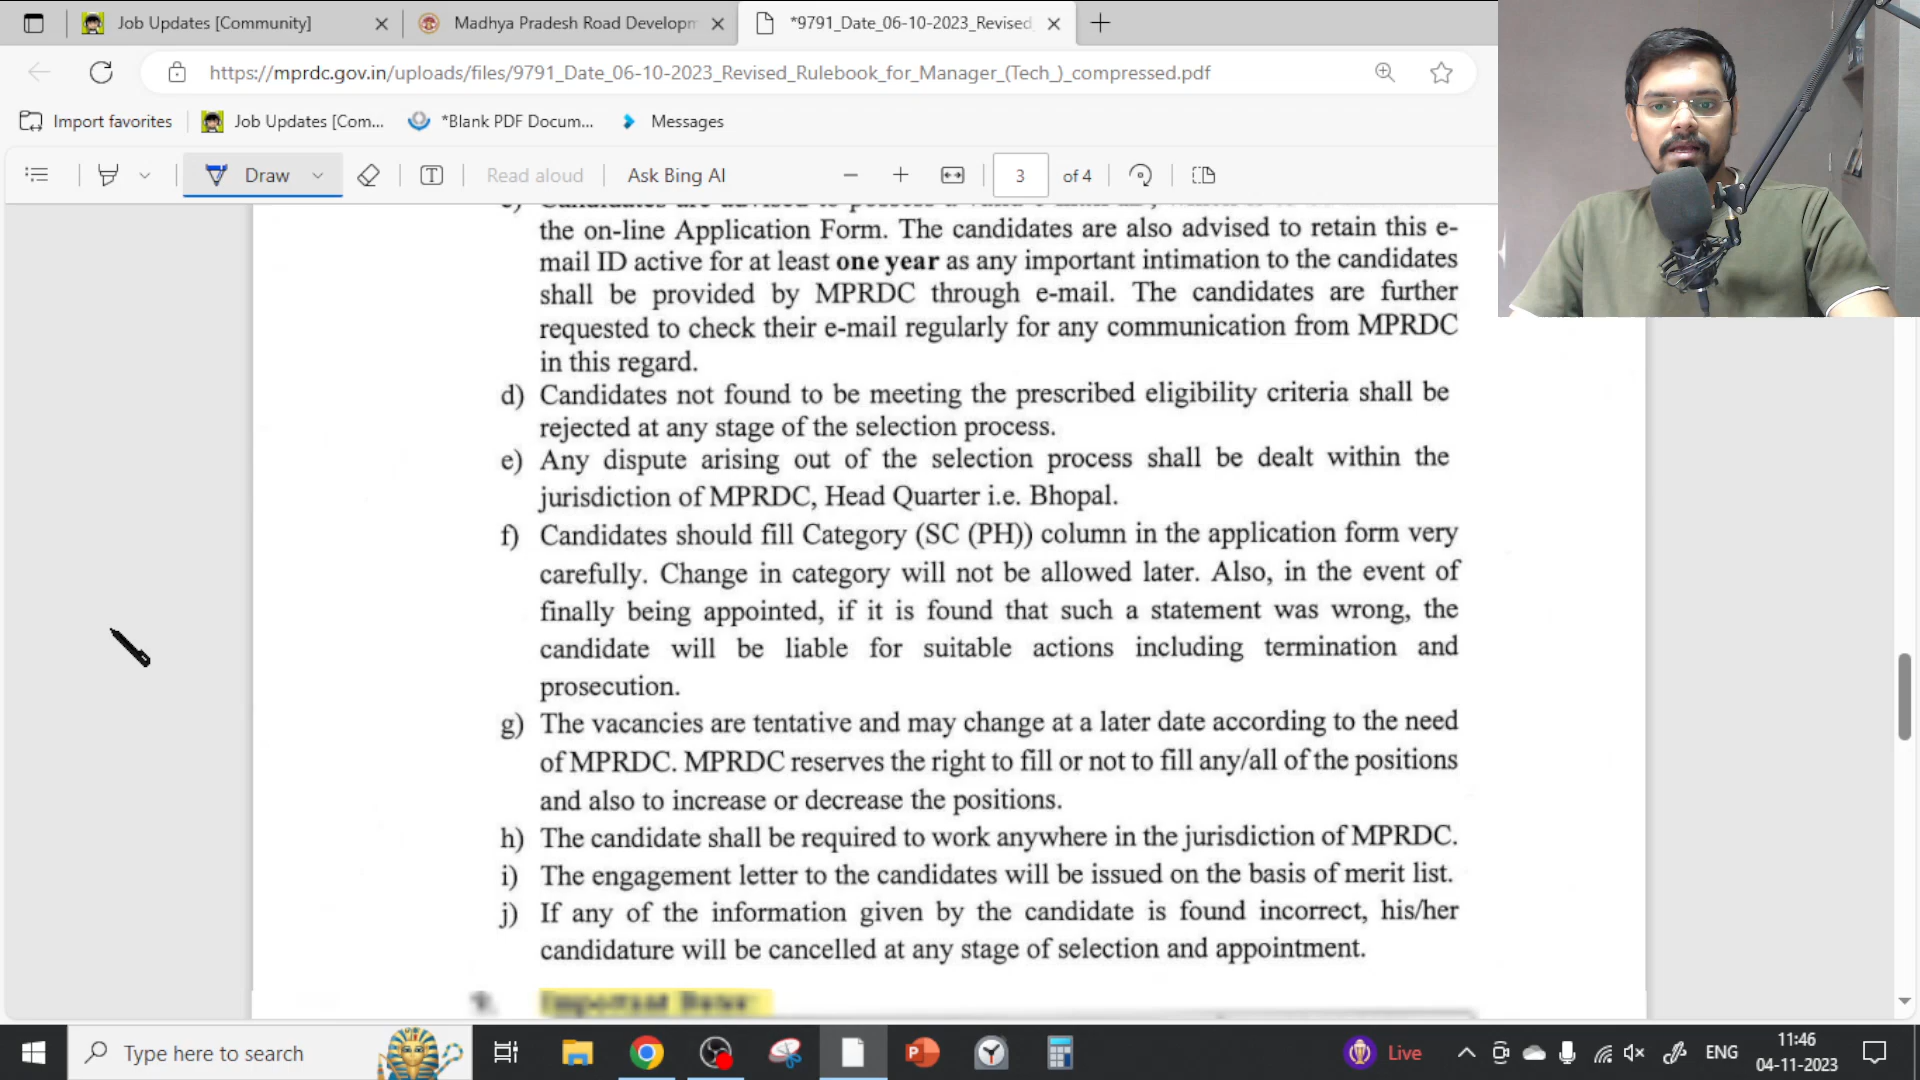 Job Updates [Community]
Madhya Pradesh Road Developm
*9791_Date_06-10-2023_Revised
https://mprdc.gov.in/uploads/files/9791_Date_06-10-2023_Revised_Rulebook_for_Manager_(Tech_)_compressed.pdf
Import favorites
Job Updates [Com...
*Blank PDF Docum...
Messages
Draw
Read aloud
Ask Bing AI
3 of 4
Candidates are advised to possess a valid e-mail
the on-line Application Form. The candidates are also advised to retain this e-
mail ID active for at least one year as any important intimation to the candidates
shall be provided by MPRDC through e-mail. The candidates are further
requested to check their e-mail regularly for any communication from MPRDC
in this regard.
d) Candidates not found to be meeting the prescribed eligibility criteria shall be
rejected at any stage of the selection process.
e) Any dispute arising out of the selection process shall be dealt within the
jurisdiction of MPRDC, Head Quarter i.e. Bhopal.
f) Candidates should fill Category (SC (PH)) column in the application form very
carefully. Change in category will not be allowed later. Also, in the event of
finally being appointed, if it is found that such a statement was wrong, the
candidate will be liable for suitable actions including termination and
prosecution.
g) The vacancies are tentative and may change at a later date according to the need
of MPRDC. MPRDC reserves the right to fill or not to fill any/all of the positions
and also to increase or decrease the positions.
h) The candidate shall be required to work anywhere in the jurisdiction of MPRDC.
i) The engagement letter to the candidates will be issued on the basis of merit list.
j) If any of the information given by the candidate is found incorrect, his/her
candidature will be cancelled at any stage of selection and appointment.
9. Important
Type here to search
P
Live
ENG
11:46
04-11-2023